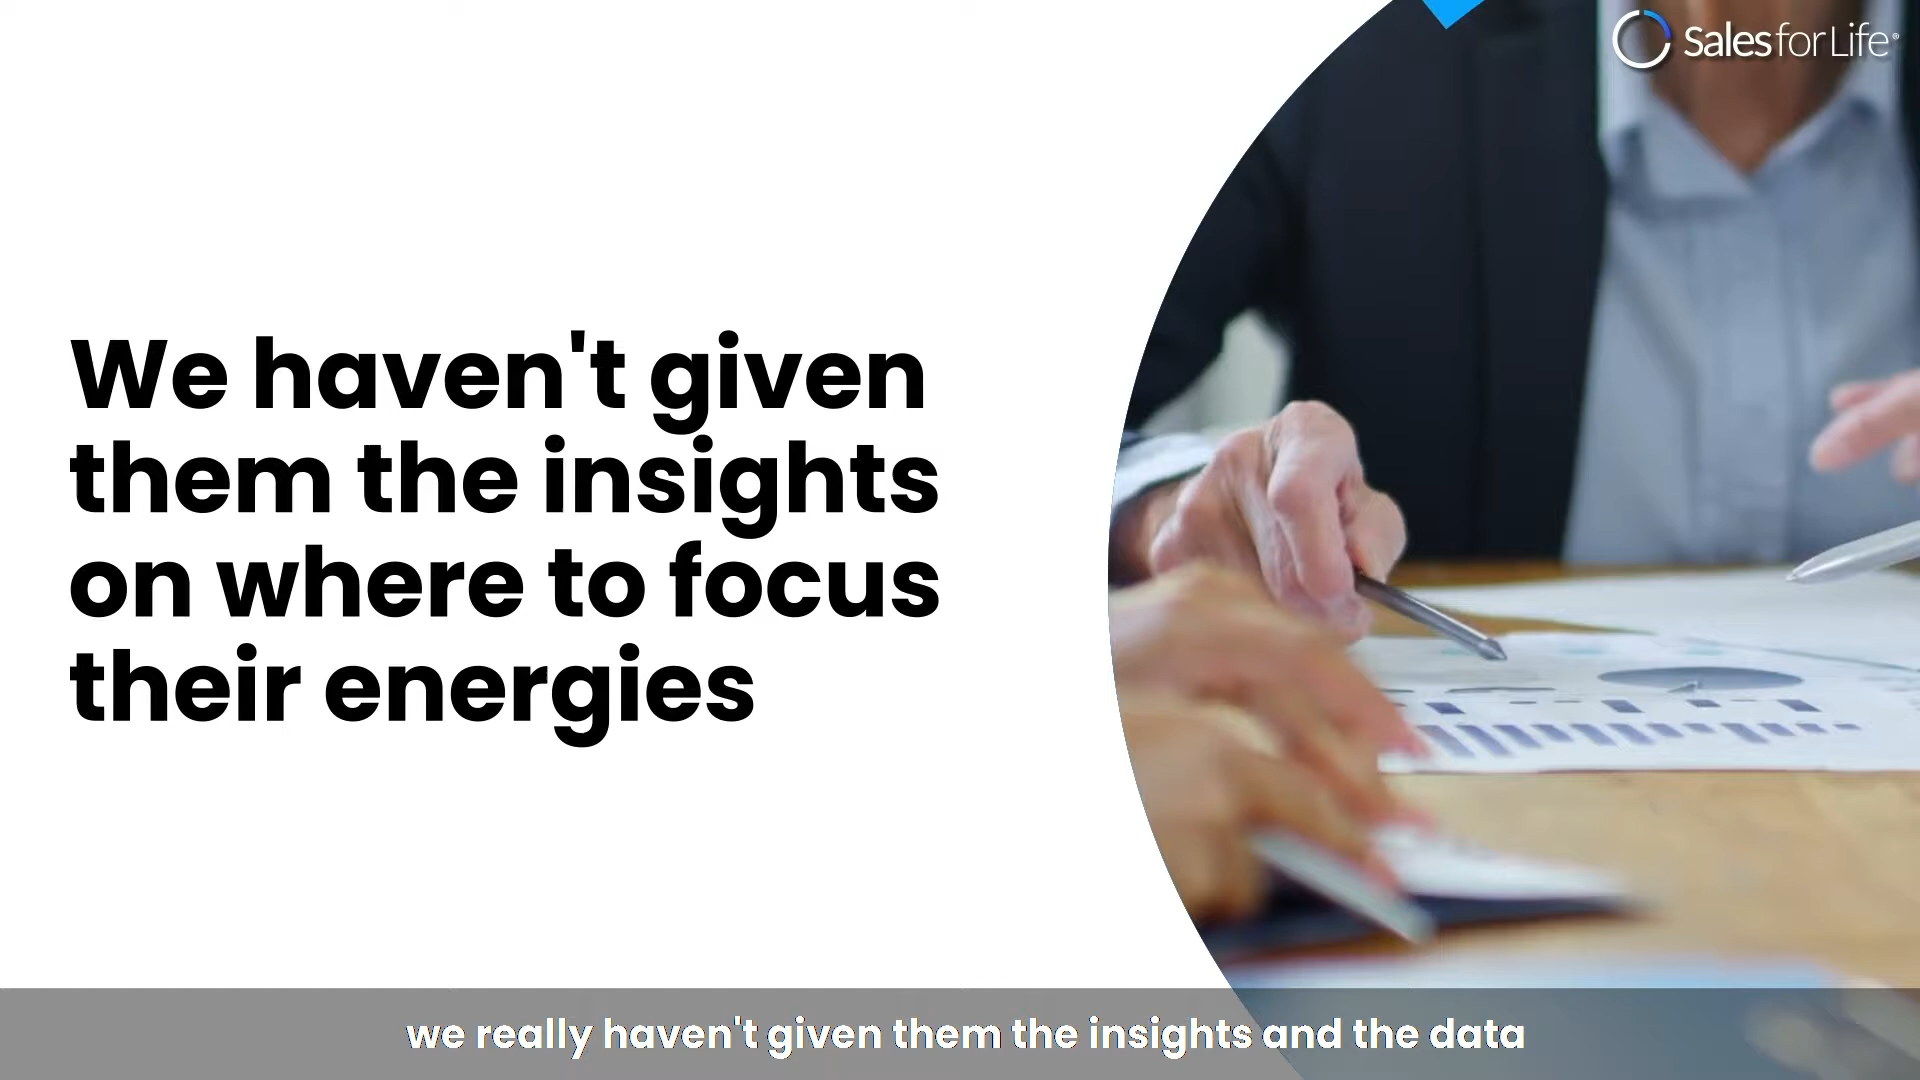 Sales for Life®
We haven't given
them the insights
on where to focus
their energies
we really haven't given them the insights and the data